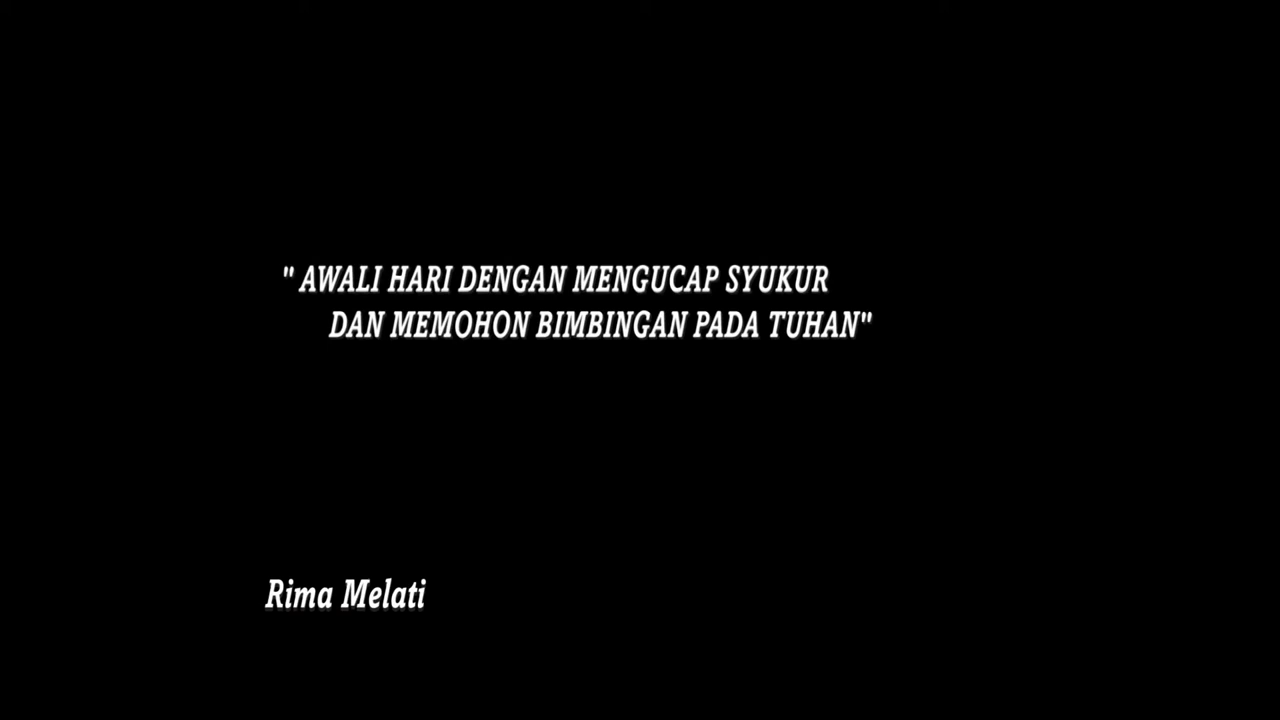 " AWALI HARI DENGAN MENGUCAP SYUKUR
DAN MEMOHON BIMBINGAN PADA TUHAN"
Rima Melati